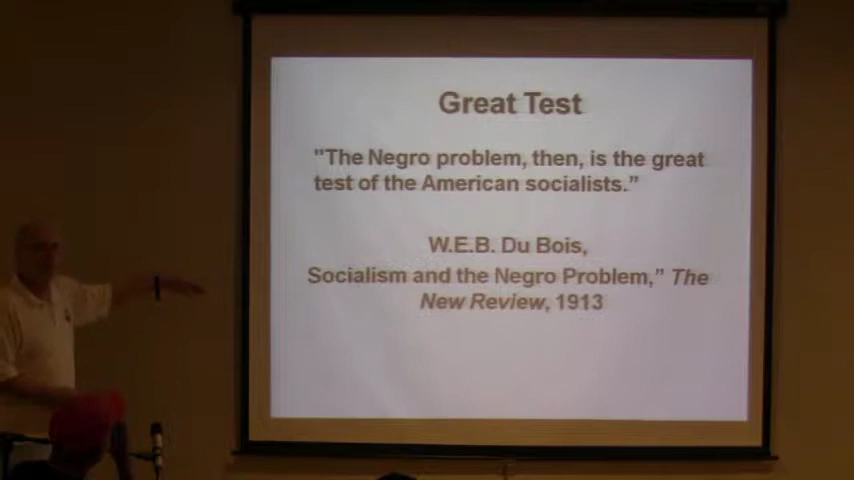 Great Test
"The Negro problem, then, is the great
test of the American socialists.”
W.E.B. Du Bois,
Socialism and the Negro Problem,” The
New Review, 1913